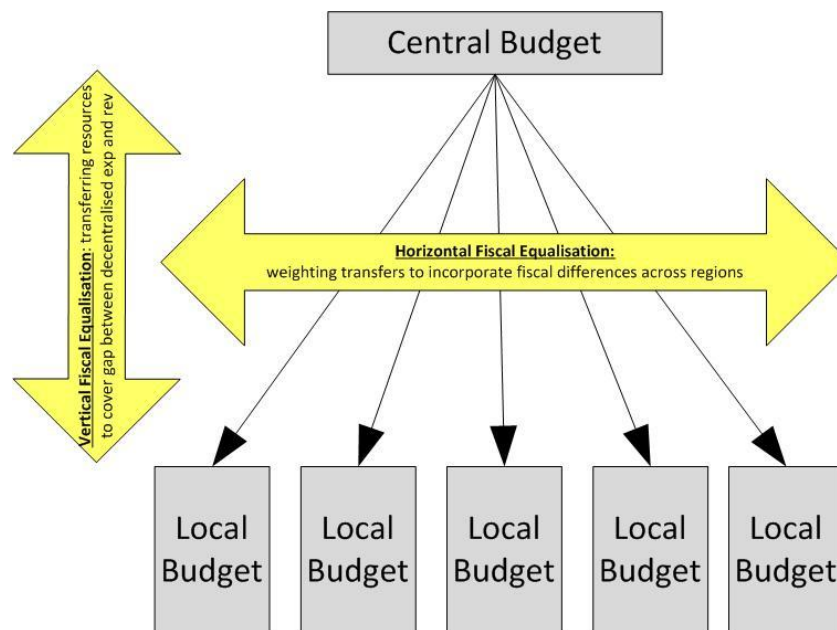 Central Budget
Vertical Fiscal Equalisation: transferring resources
to cover gap between decentralised exp and rev
Horizontal Fiscal Equalisation:
weighting transfers to incorporate fiscal differences across regions
Local
Budget
Local
Budget
Local
Budget
Local
Budget
Local
Budget